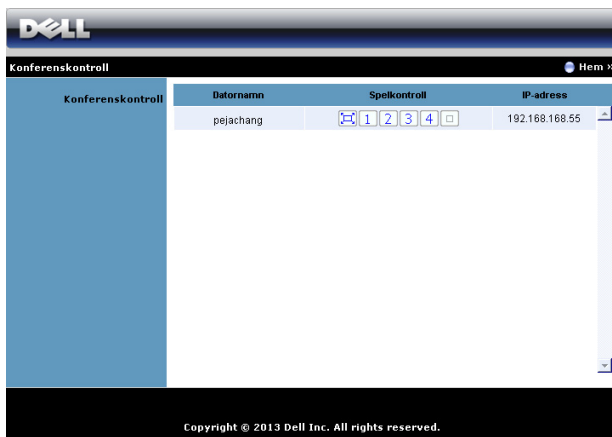 DELL
Konferenskontroll
Hem »
Konferenskontroll
Datornamn Spelkontroll IP-adress
pejachang 1 2 3 4 192.168.168.55
Copyright © 2013 Dell Inc. All rights reserved.